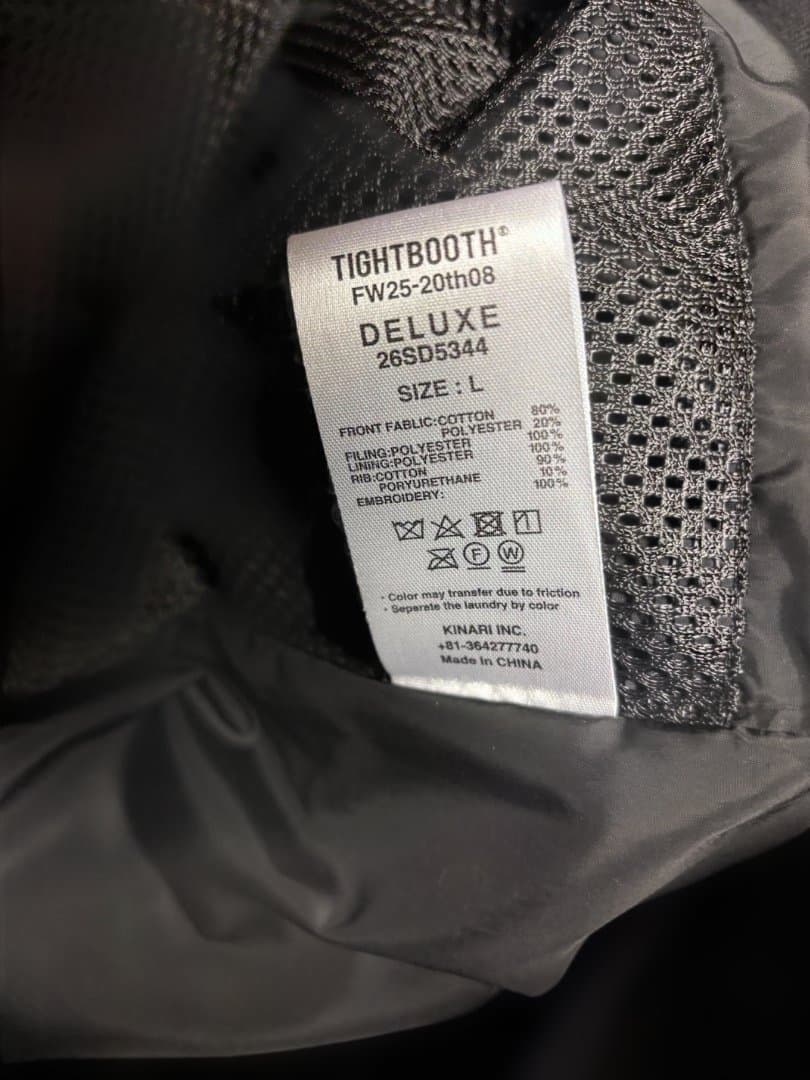 TIGHTBOOTH®
FW25-20th08
DELUXE
26SD5344
SIZE : L
FRONT FABLIC:COTTON 80%
POLYESTER 20%
FILING:POLYESTER 100%
LINING:POLYESTER 100%
RIB:COTTON 90%
PORYURETHANE 10%
EMBROIDERY: 100%
F W
・Color may transfer due to friction
・Seperate the laundry by color
KINARI INC.
+81-364277740
Made in CHINA